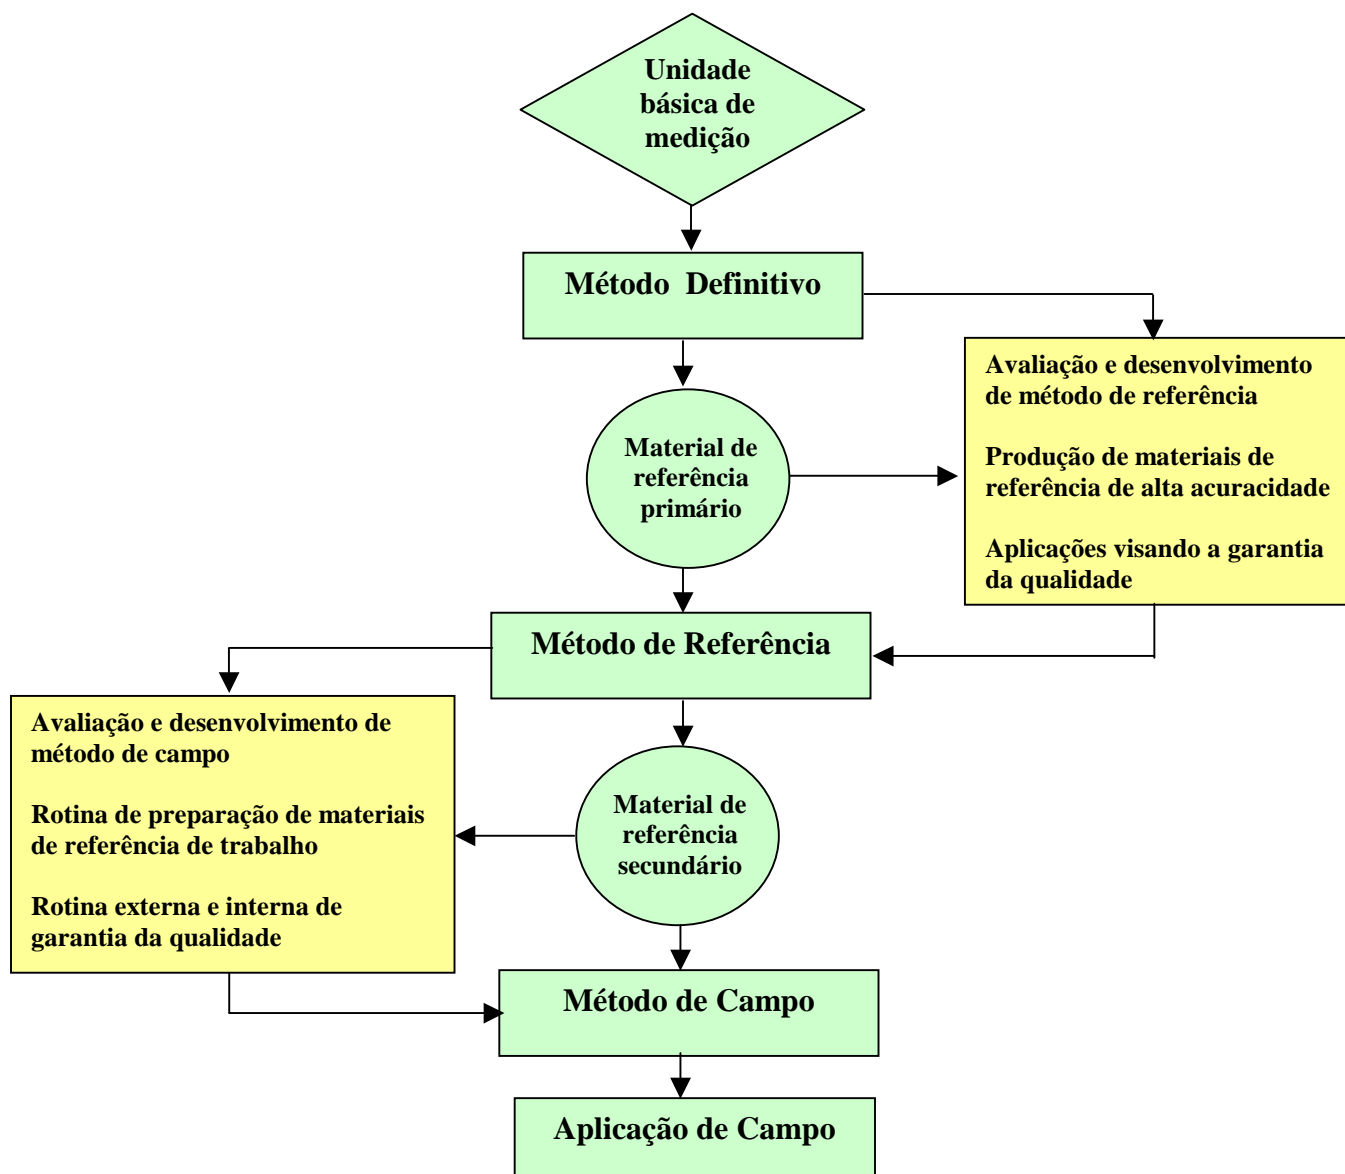 Unidade
básica de
medição
Método Definitivo
Avaliação e desenvolvimento
de método de referência
Produção de materiais de
referência de alta acuracidade
Aplicações visando a garantia
da qualidade
Material de
referência
primário
Método de Referência
Avaliação e desenvolvimento de
método de campo
Rotina de preparação de materiais
de referência de trabalho
Rotina externa e interna de
garantia da qualidade
Material de
referência
secundário
Método de Campo
Aplicação de Campo